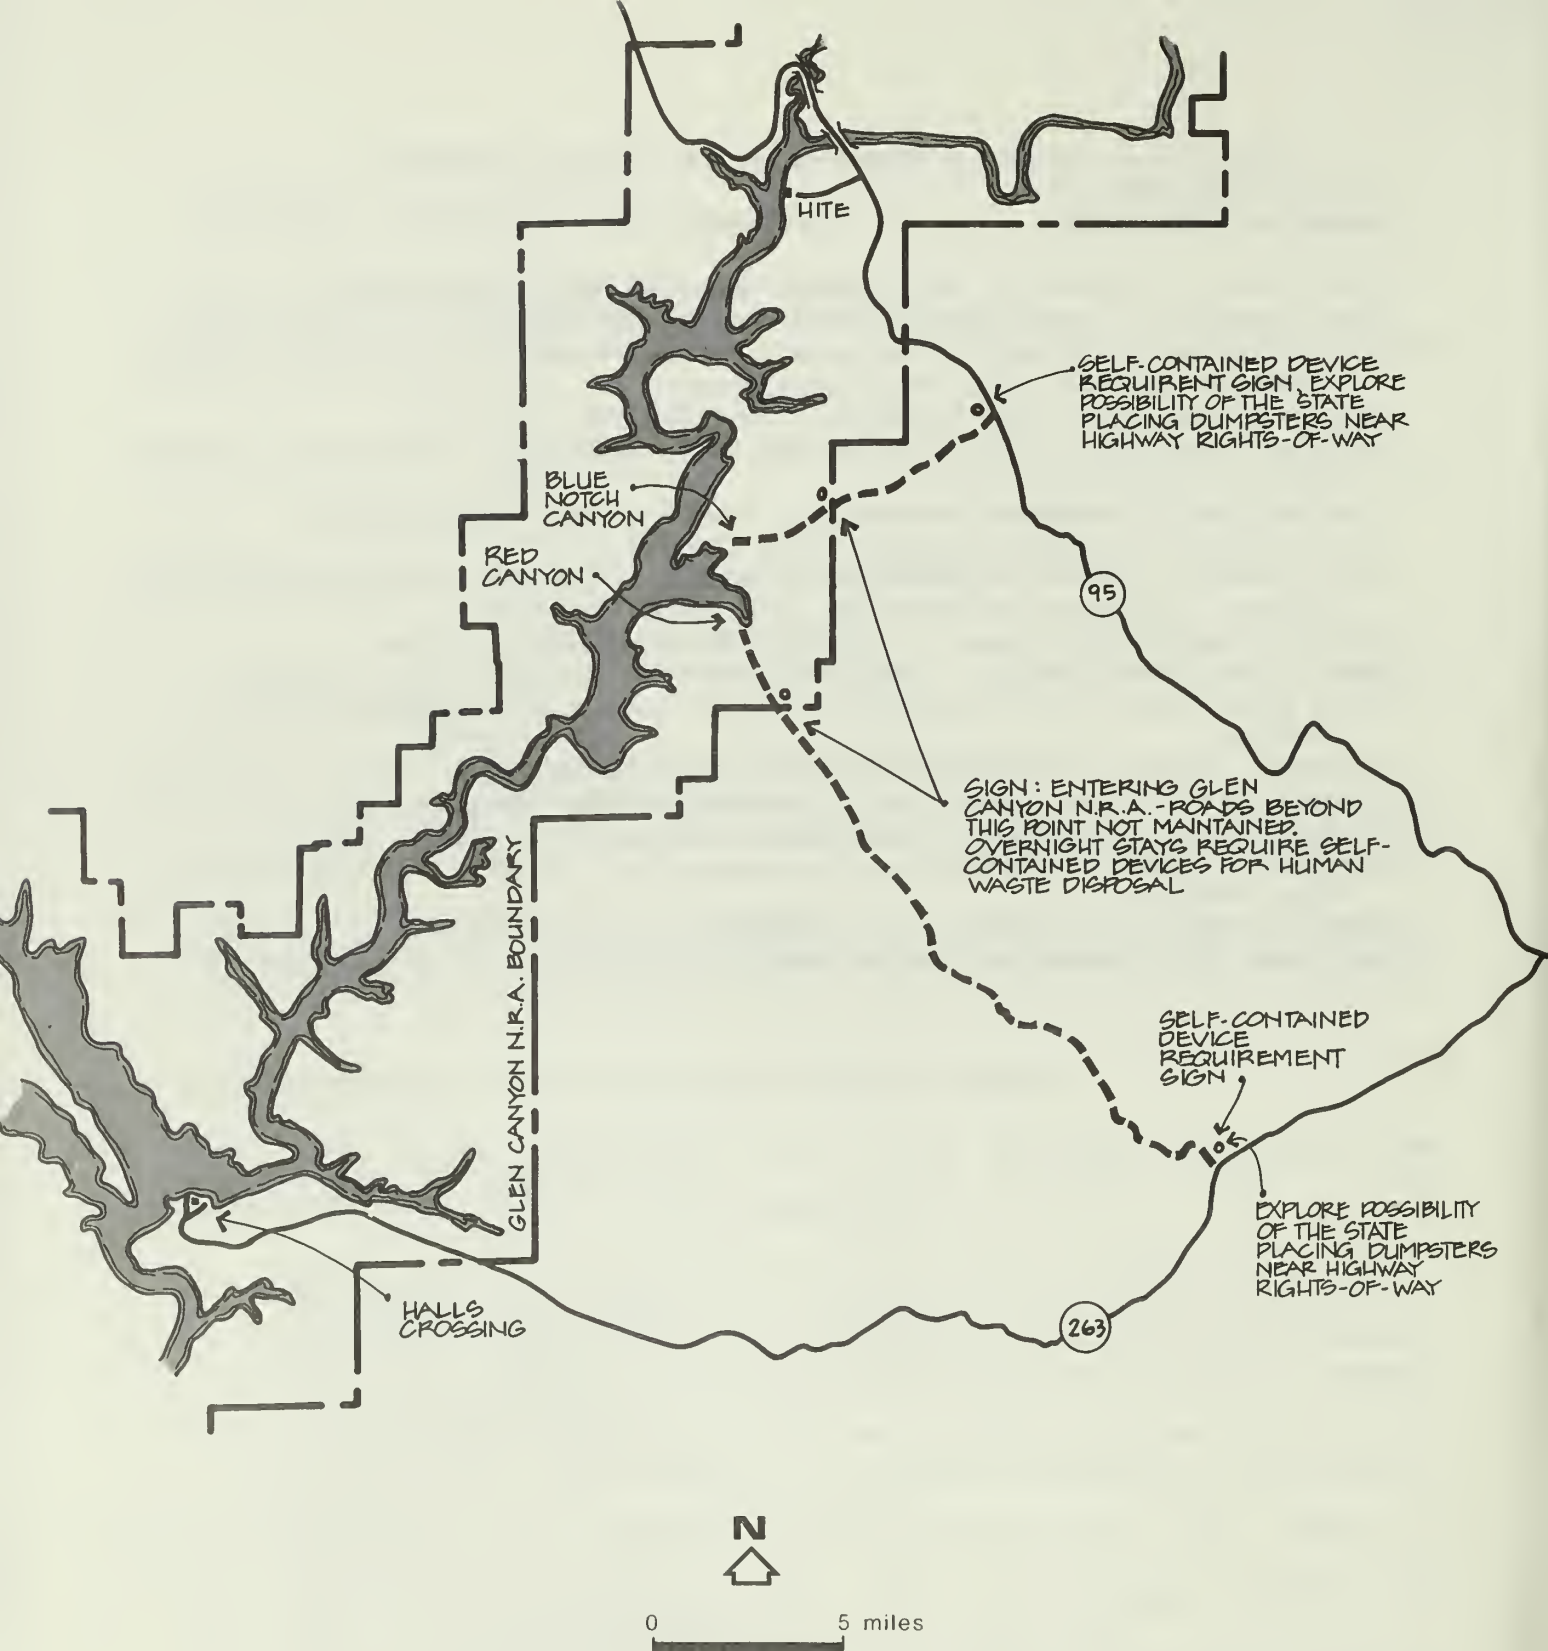 HITE
SELF-CONTAINED DEVICE
REQUIRENT SIGN, EXPLORE
POSSIBILITY OF THE STATE
PLACING DUMPSTERS NEAR
HIGHWAY RIGHTS-OF-WAY
BLUE
NOTCH
CANYON
RED
CANYON
95
SIGN: ENTERING GLEN
CANYON N.R.A. - ROADS BEYOND
THIS POINT NOT MAINTAINED.
OVERNIGHT STAYS REQUIRE SELF-
CONTAINED DEVICES FOR HUMAN
WASTE DISPOSAL
GLEN CANYON N.R.A. BOUNDARY
SELF-CONTAINED
DEVICE
REQUIREMENT
SIGN
EXPLORE POSSIBILITY
OF THE STATE
PLACING DUMPSTERS
NEAR HIGHWAY
RIGHTS-OF-WAY
HALLS
CROSSING
263
N
0 5 miles